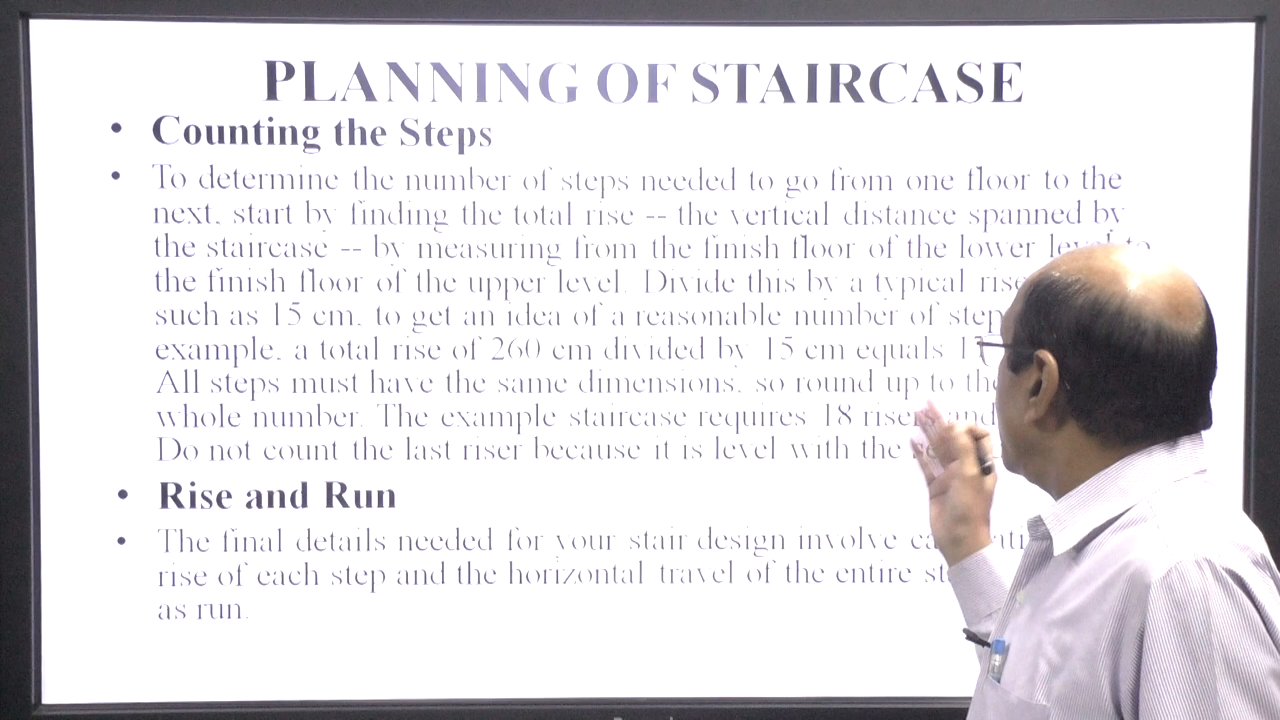 PLANNING OF STAIRCASE
• Counting the Steps
• To determine the number of steps needed to go from one floor to the
next, start by finding the total rise -- the vertical distance spanned by
the staircase -- by measuring from the finish floor of the lower level to
the finish floor of the upper level. Divide this by a typical rise
such as 15 cm, to get an idea of a reasonable number of
example, a total rise of 260 cm divided by 15 cm equals
All steps must have the same dimensions, so round up to
whole number. The example staircase requires 18 risers and
Do not count the last riser because it is level with the
• Rise and Run
• The final details needed for your stair design involve
rise of each step and the horizontal travel of the entire
as run.